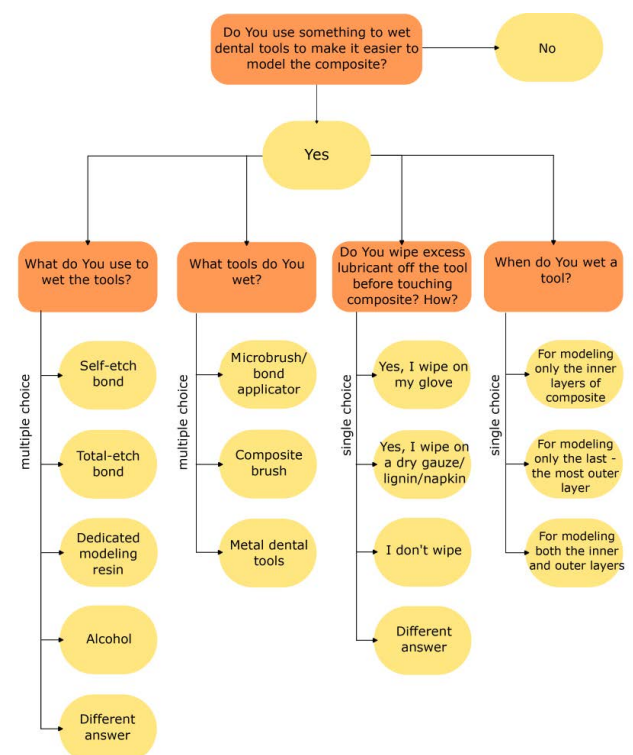 Do You use something to wet
dental tools to make it easier to
model the composite?
No
Yes
What do You use to
wet the tools?
multiple choice
Self-etch
bond
Total-etch
bond
Dedicated
modeling
resin
Alcohol
Different
answer
What tools do You
wet?
multiple choice
Microbrush/
bond
applicator
Composite
brush
Metal dental
tools
Do You wipe excess
lubricant off the tool
before touching
composite? How?
single choice
Yes, I wipe on
my glove
Yes, I wipe on
a dry gauze/
lignin/napkin
I don't wipe
Different
answer
When do You wet a
tool?
single choice
For modeling
only the inner
layers of
composite
For modeling
only the last -
the most outer
layer
For modeling
both the inner
and outer layers